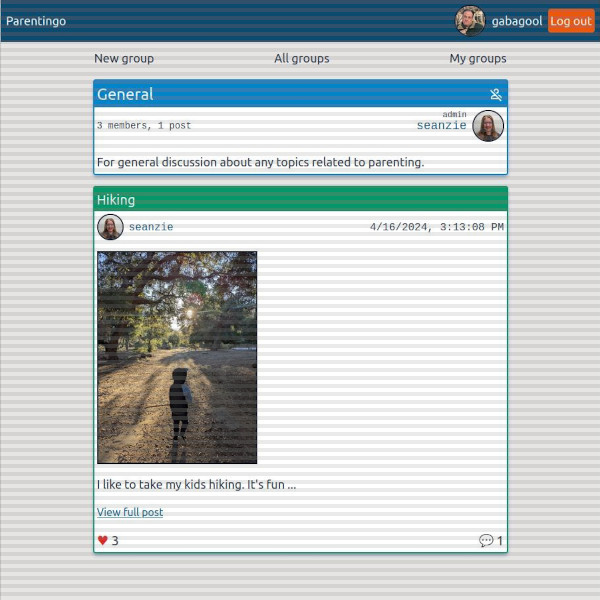 Parentingo
gabagool
Log out
New group
All groups
My groups
General
3 members, 1 post
admin
seanzie
For general discussion about any topics related to parenting.
Hiking
seanzie
4/16/2024, 3:13:08 PM
I like to take my kids hiking. It's fun ...
View full post
3
1